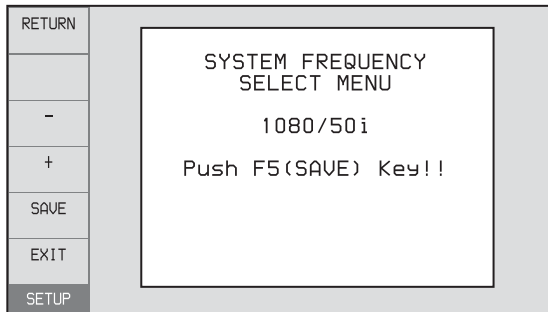 RETURN
-
+
SAVE
EXIT
SETUP
SYSTEM FREQUENCY
SELECT MENU
1080/50i
Push F5(SAVE) Key!!